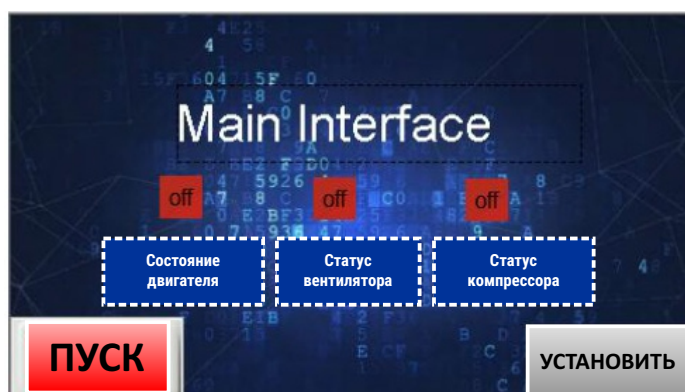 Main Interface
off
off
off
Состояние
двигателя
Статус
вентилятора
Статус
компрессора
ПУСК
УСТАНОВИТЬ